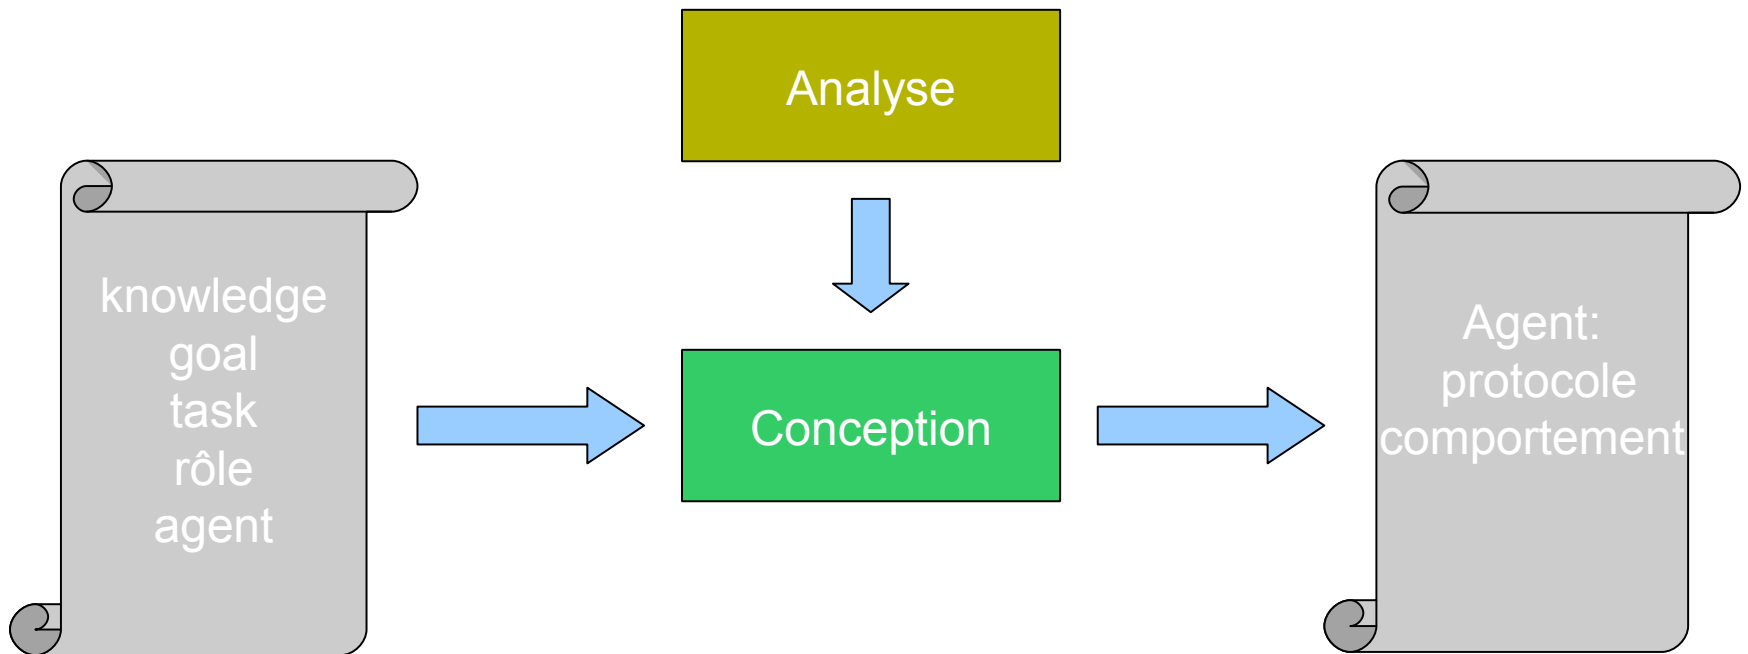 Analyse
knowledge
goal
task
rôle
agent
Conception
Agent:
protocole
comportement